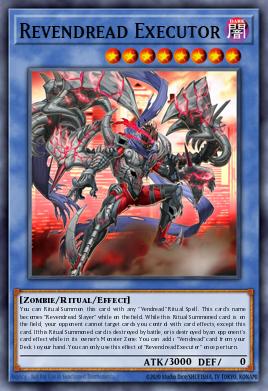 REVENDREAD EXECUTOR
DARK
闇
[Zombie/Ritual/Effect]
You can Ritual Summon this card with any "Vendread" Ritual Spell. This card's name
becomes "Revendread Slayer" while on the field. While this Ritual Summoned card is on
the field, your opponent cannot target cards you control with card effects, except this
card. If this Ritual Summoned card is destroyed by battle, or is destroyed by an opponent's
card effect while in its owner's Monster Zone: You can add 1 "Vendread" card from your
Deck to your hand. You can only use this effect of "Revendread Executor" once per turn.
ATK/3000 DEF/ 0